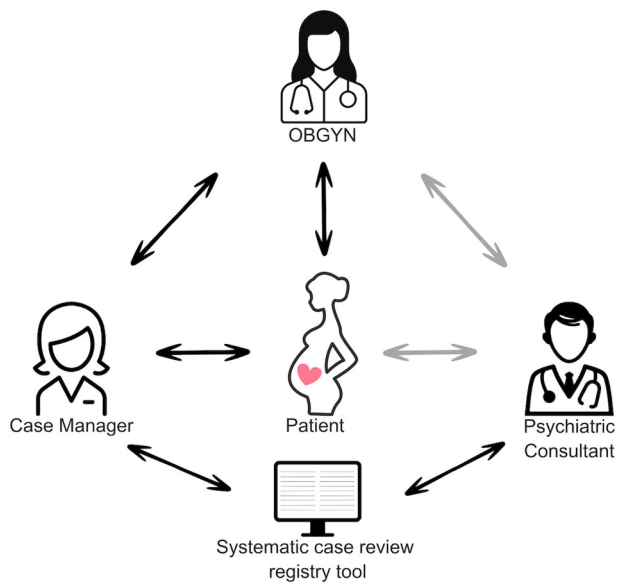 OBGYN
Case Manager
Patient
Psychiatric
Consultant
Systematic case review
registry tool